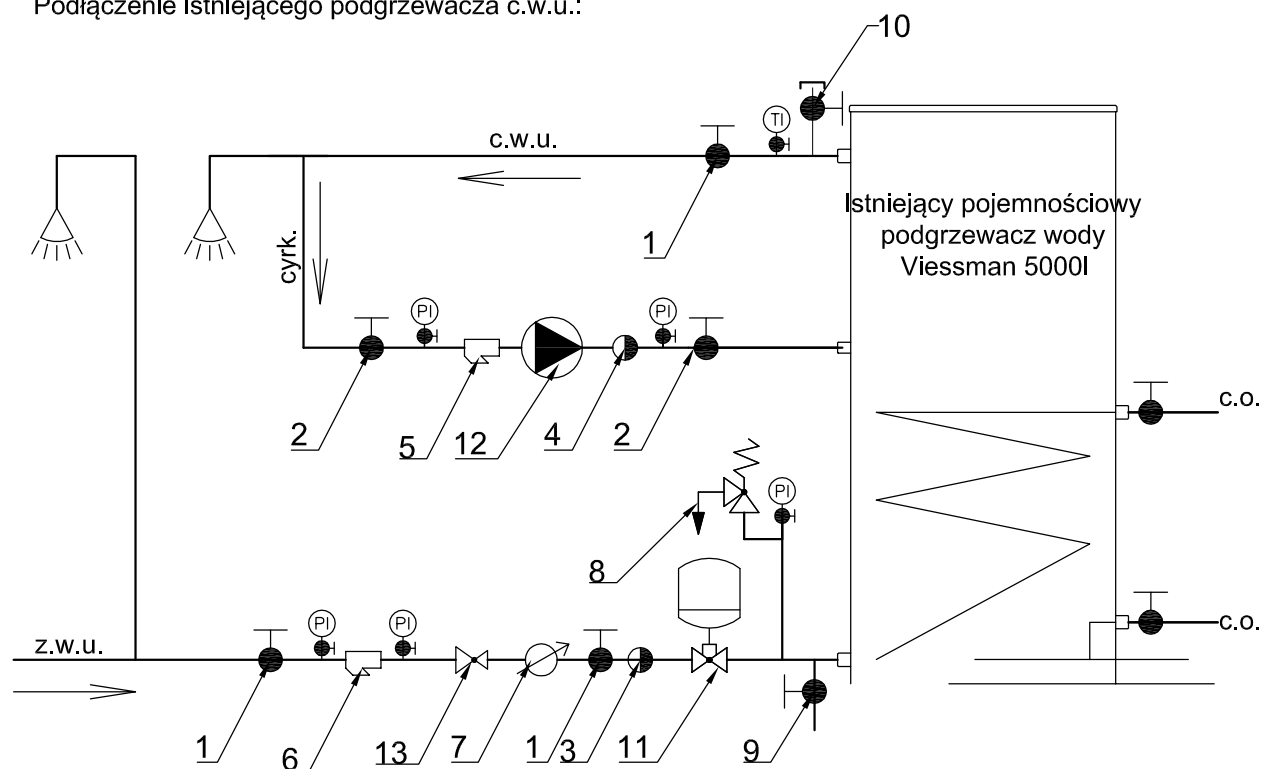 Podłączenie istniejącego podgrzewacza c.w.u.:
10
TI
c.w.u.
1
Istniejący pojemnościowy
podgrzewacz wody
Viessman 5000l
cyrk.
PI
PI
2
5
12
4
2
c.o.
PI
8
z.w.u.
PI
PI
c.o.
1
6
13
7
1
3
11
9